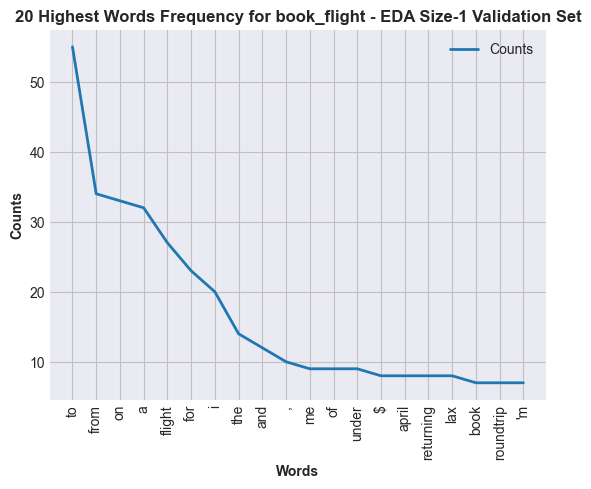 20 Highest Words Frequency for book_flight - EDA Size-1 Validation Set
Counts
50
40
30
20
10
Counts
to
from
on
a
flight
for
i
the
and
,
me
of
under
$
april
returning
lax
book
roundtrip
'm
Words